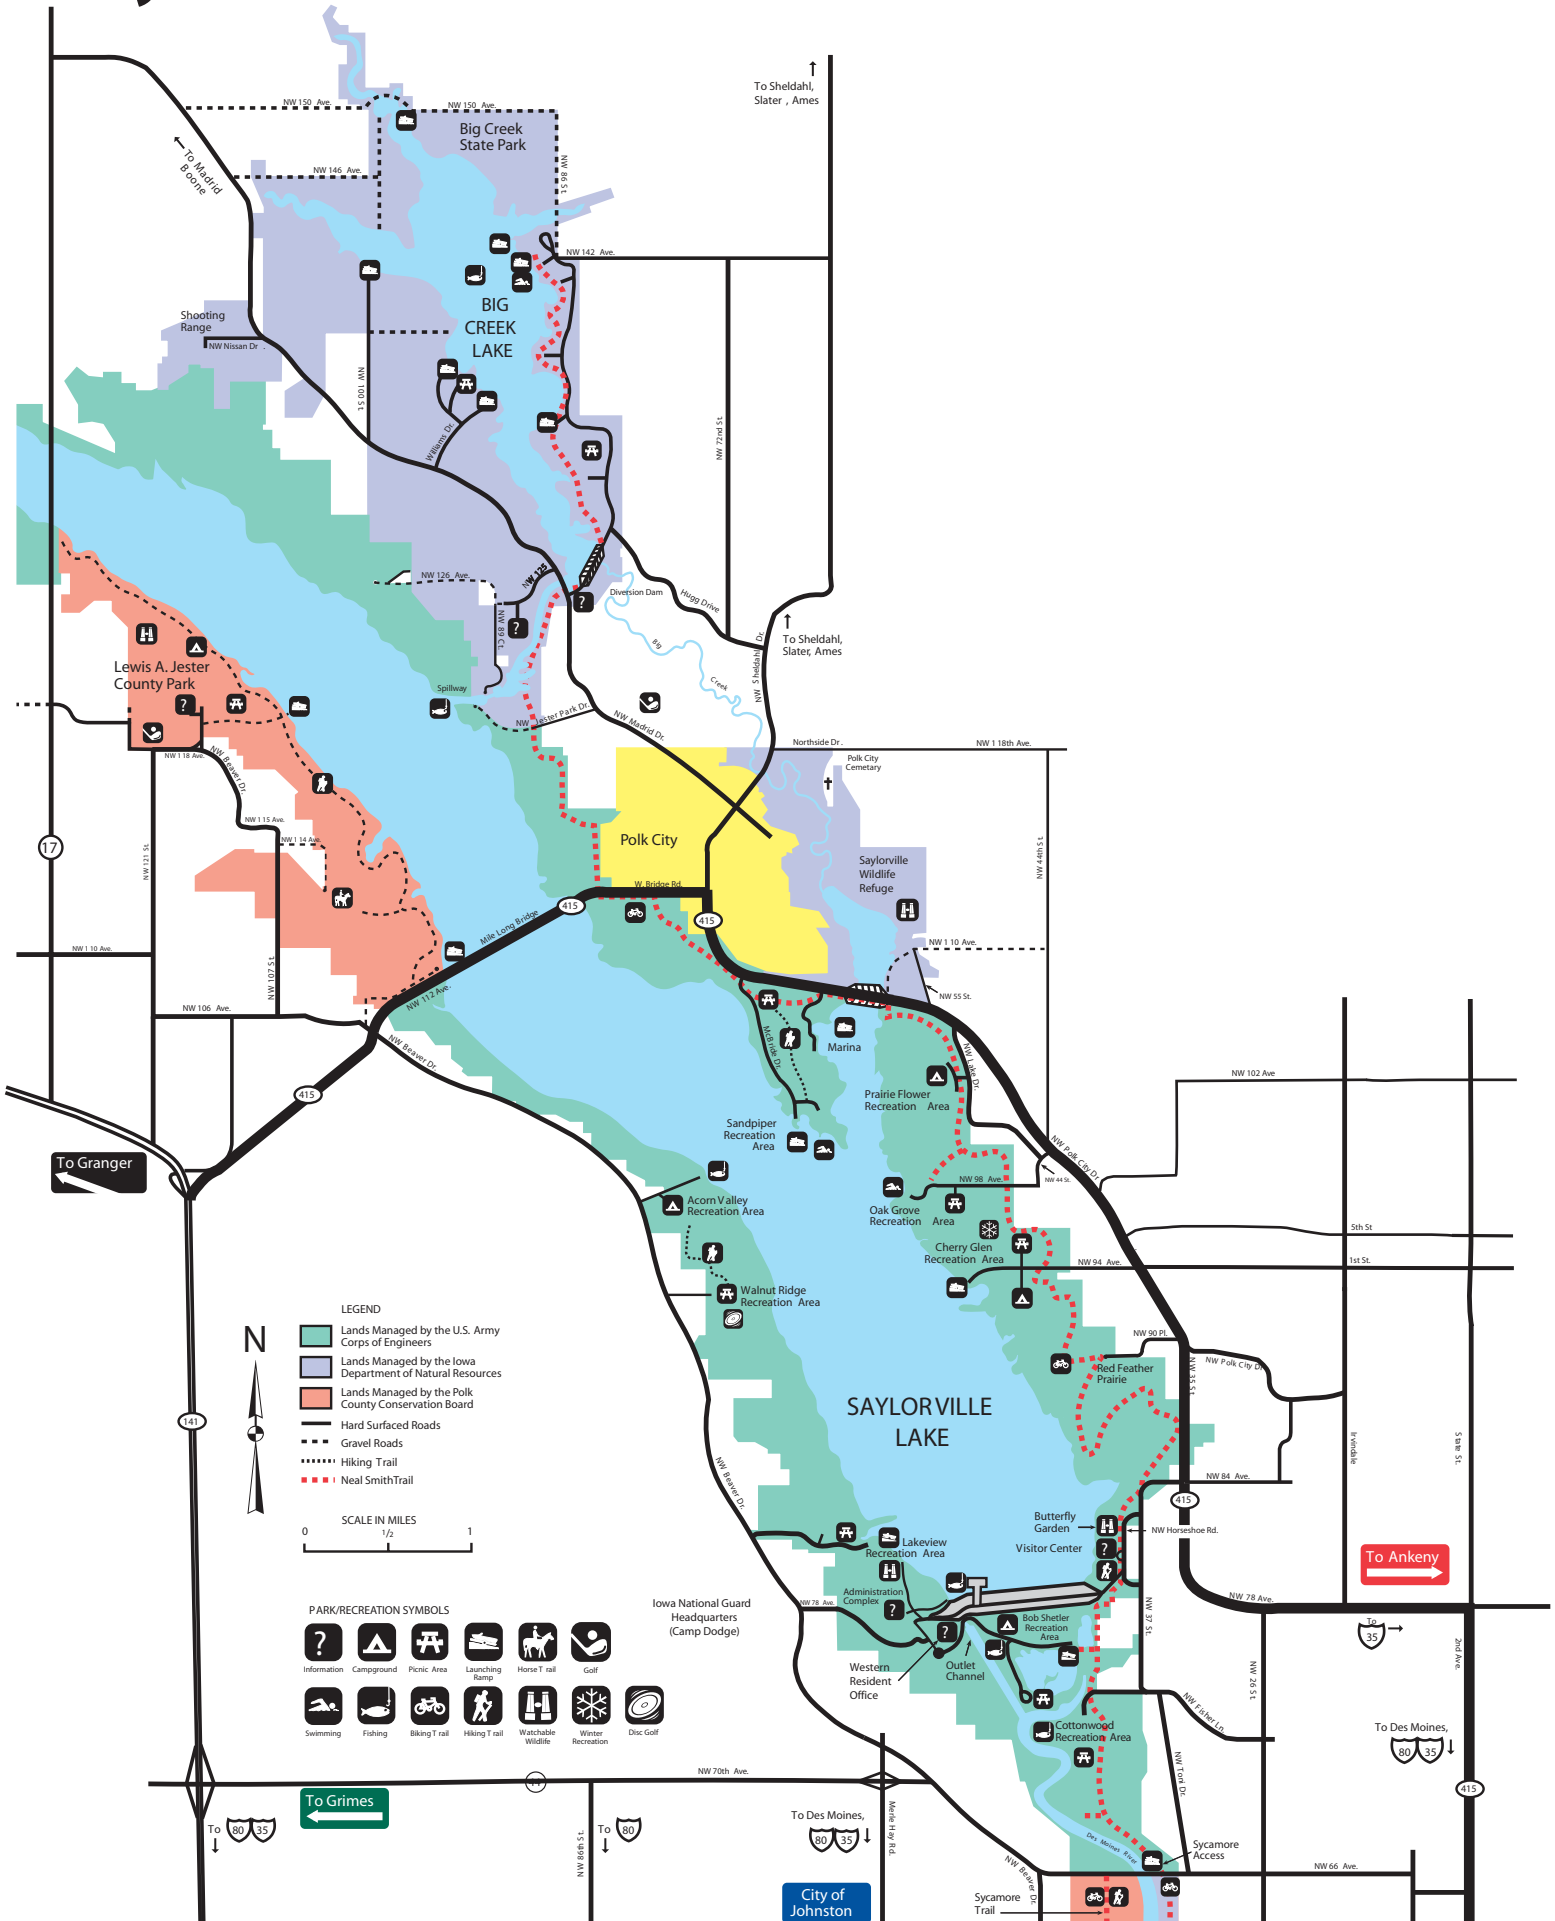 To Sheldahl,
Slater , Ames
NW 150 Ave.
NW 150 Ave.
Big Creek
State Park
To Madrid
Boone
NW 146 Ave.
NW 86 St.
NW 142 Ave.
BIG
CREEK
LAKE
Shooting
Range
NW Nissan Dr .
NW 100 St.
Williams Dr.
NW 72nd St.
NW 126 Ave.
NW 125
NW 89 Ct.
Diversion Dam
Hugg Drive
Big
Creek
NW Sheldahl Dr.
To Sheldahl,
Slater, Ames
Lewis A. Jester
County Park
Spillway
NW Jester Park Dr.
NW Madrid Dr.
Northside Dr.
NW 118th Ave.
Polk City
Cemetary
NW 118 Ave.
NW Beaver Dr.
NW 115 Ave.
NW 114 Ave.
17
NW 121 St.
Polk City
Saylorville
Wildlife
Refuge
NW 44th St.
W. Bridge Rd.
415
415
Mile Long Bridge
NW 110 Ave.
NW 110 Ave.
NW 107 St.
NW 55 St.
NW 112 Ave.
NW 106 Ave.
NW Beaver Dr.
McBride Dr.
Marina
NW Lake Dr.
NW 102 Ave
415
Prairie Flower
Recreation Area
Sandpiper
Recreation
Area
NW Polk City Dr.
To Granger
NW 44 St.
NW 98 Ave.
Acorn Valley
Recreation Area
Oak Grove
Recreation Area
5th St
Cherry Glen
Recreation Area
NW 94 Ave.
1st St.
Walnut Ridge
Recreation Area
LEGEND
N
Lands Managed by the U.S. Army
Corps of Engineers
Lands Managed by the Iowa
Department of Natural Resources
Lands Managed by the Polk
County Conservation Board
Hard Surfaced Roads
Gravel Roads
Hiking Trail
Neal SmithTrail
SCALE IN MILES
0
1/2
1
141
NW 90 Pl.
NW Polk City Dr.
Red Feather
Prairie
NW 35 St.
SAYLORVILLE
LAKE
Irvindale
State St.
NW Beaver Dr.
NW 84 Ave.
415
Butterfly
Garden
NW Horseshoe Rd.
Visitor Center
Lakeview
Recreation Area
To Ankeny
Administration
Complex
NW 78 Ave.
NW 78 Ave.
Iowa National Guard
Headquarters
(Camp Dodge)
Bob Shetler
Recreation
Area
NW 37 St.
To
35
2nd Ave.
NW 26 St.
PARK/RECREATION SYMBOLS
Information
Campground
Picnic Area
Launching
Ramp
Horse Trail
Golf
Swimming
Fishing
Biking Trail
Hiking Trail
Watchable
Wildlife
Winter
Recreation
Disc Golf
Western
Resident
Office
Outlet
Channel
NW Fisher Ln.
Cottonwood
Recreation Area
To Des Moines,
80 35
NW Toni Dr.
NW 70th Ave.
44
415
To Grimes
To
80 35
To
80
NW 86th St.
To Des Moines,
80 35
Merle Hay Rd.
Des Moines River
Sycamore
Access
NW 66 Ave.
NW Beaver Dr.
City of
Johnston
Sycamore
Trail